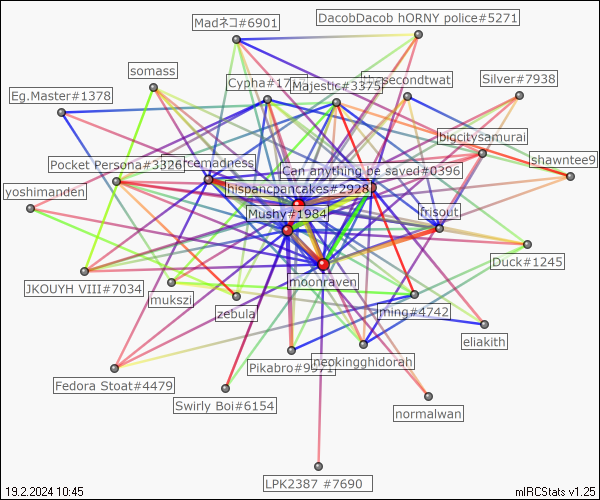 DacobDacob hORNY police#5271
Madネコ#6901
somass
Cypha#17
Majestic#3375
secondtwat
Silver#7938
Eg.Master#1378
bigcitysamurai
Pocket Persona#3326
rcemadness
Can anything be saved#0396
shawntee9
yoshimanden
hispancpancakes#2928
Mushy#1984
frisout
Duck#1245
JKOUYH VIII#7034
moonraven
mukszi
zebula
ming#4742
eliakith
Pikabro#9
neokingghidorah
Fedora Stoat#4479
Swirly Boi#6154
normalwan
LPK2387 #7690
19.2.2024 10:45
mIRCStats v1.25